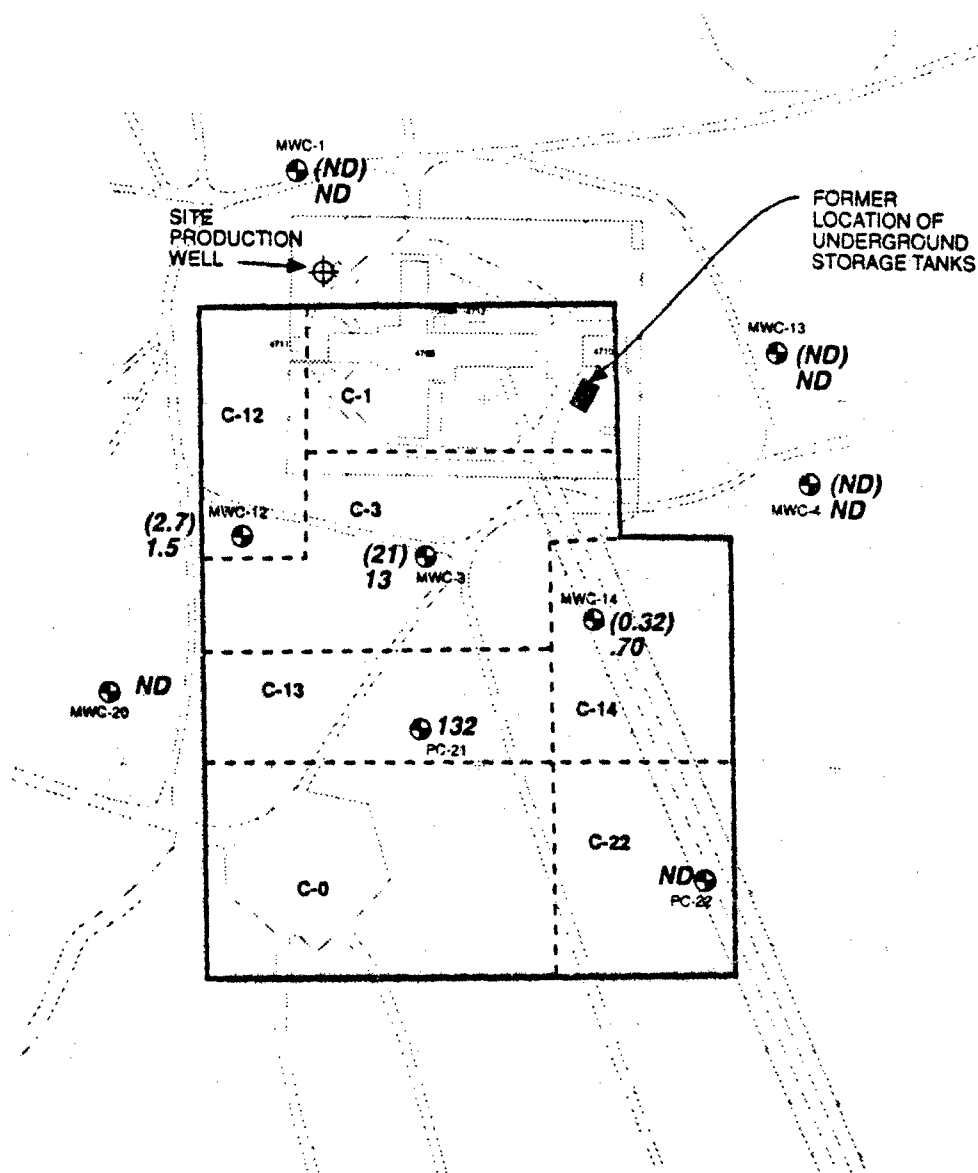 MWC-1
(ND)
ND
SITE
PRODUCTION
WELL
FORMER
LOCATION OF
UNDERGROUND
STORAGE TANKS
MWC-13
(ND)
ND
4711
4710
C-1
C-12
(ND)
MWC-4 ND
C-3
(2.7) MWC-12
1.5
(21)
13 MWC-3
MWC-14
(0.32)
.70
ND
MWC-20
C-13
C-14
132
PC-21
C-22
C-0
ND
PC-22